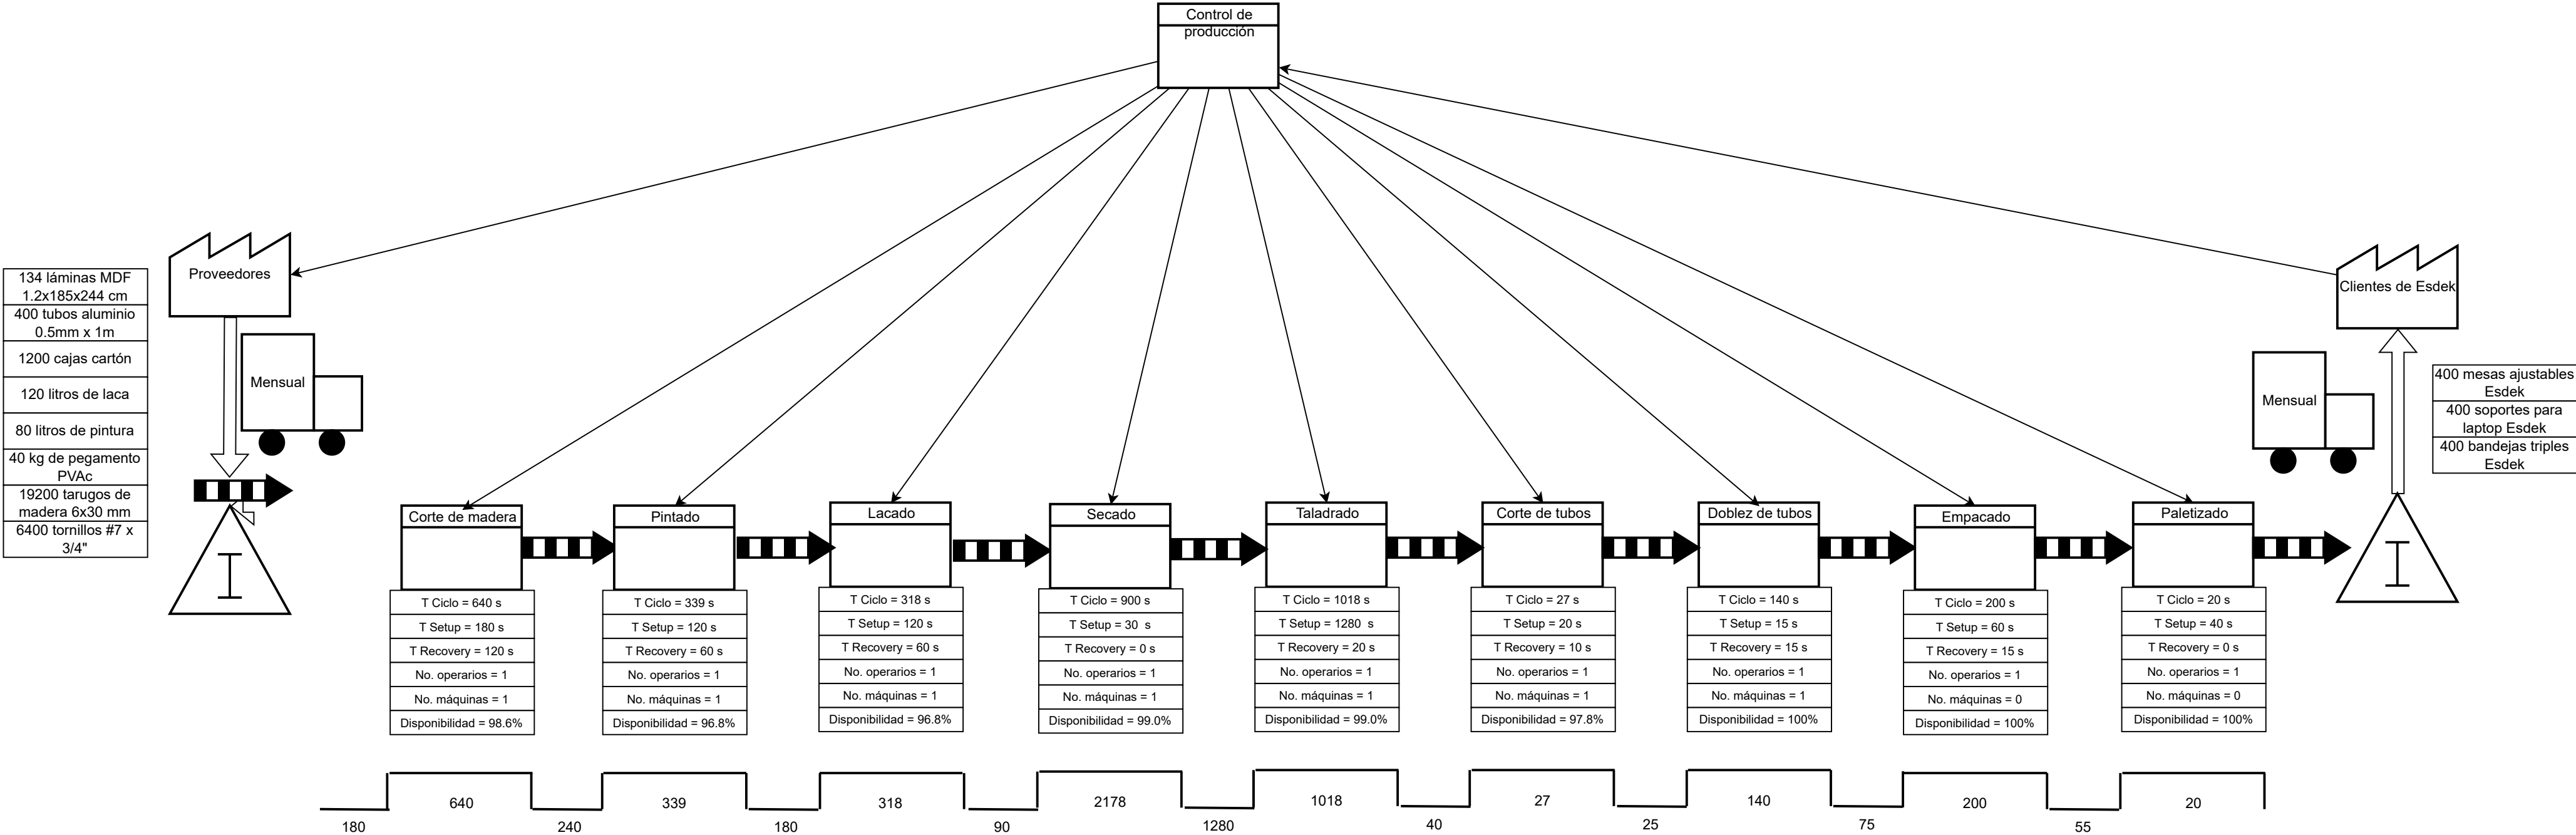 Control de
producción
134 láminas MDF
1.2x185x244 cm
400 tubos aluminio
0.5mm x 1m
1200 cajas cartón
120 litros de laca
80 litros de pintura
40 kg de pegamento
PVAc
19200 tarugos de
madera 6x30 mm
6400 tornillos #7 x
3/4"
Proveedores
Mensual
I
Clientes de Esdek
Mensual
400 mesas ajustables
Esdek
400 soportes para
laptop Esdek
400 bandejas triples
Esdek
I
Corte de madera
T Ciclo = 640 s
T Setup = 180 s
T Recovery = 120 s
No. operarios = 1
No. máquinas = 1
Disponibilidad = 98.6%
Pintado
T Ciclo = 339 s
T Setup = 120 s
T Recovery = 60 s
No. operarios = 1
No. máquinas = 1
Disponibilidad = 96.8%
Lacado
T Ciclo = 318 s
T Setup = 120 s
T Recovery = 60 s
No. operarios = 1
No. máquinas = 1
Disponibilidad = 96.8%
Secado
T Ciclo = 900 s
T Setup = 30 s
T Recovery = 0 s
No. operarios = 1
No. máquinas = 1
Disponibilidad = 99.0%
Taladrado
T Ciclo = 1018 s
T Setup = 1280 s
T Recovery = 20 s
No. operarios = 1
No. máquinas = 1
Disponibilidad = 99.0%
Corte de tubos
T Ciclo = 27 s
T Setup = 20 s
T Recovery = 10 s
No. operarios = 1
No. máquinas = 1
Disponibilidad = 97.8%
Doblez de tubos
T Ciclo = 140 s
T Setup = 15 s
T Recovery = 15 s
No. operarios = 1
No. máquinas = 1
Disponibilidad = 100%
Empacado
T Ciclo = 200 s
T Setup = 60 s
T Recovery = 15 s
No. operarios = 1
No. máquinas = 0
Disponibilidad = 100%
Paletizado
T Ciclo = 20 s
T Setup = 40 s
T Recovery = 0 s
No. operarios = 1
No. máquinas = 0
Disponibilidad = 100%
640
339
318
2178
1018
27
140
200
20
180
240
180
90
1280
40
25
75
55